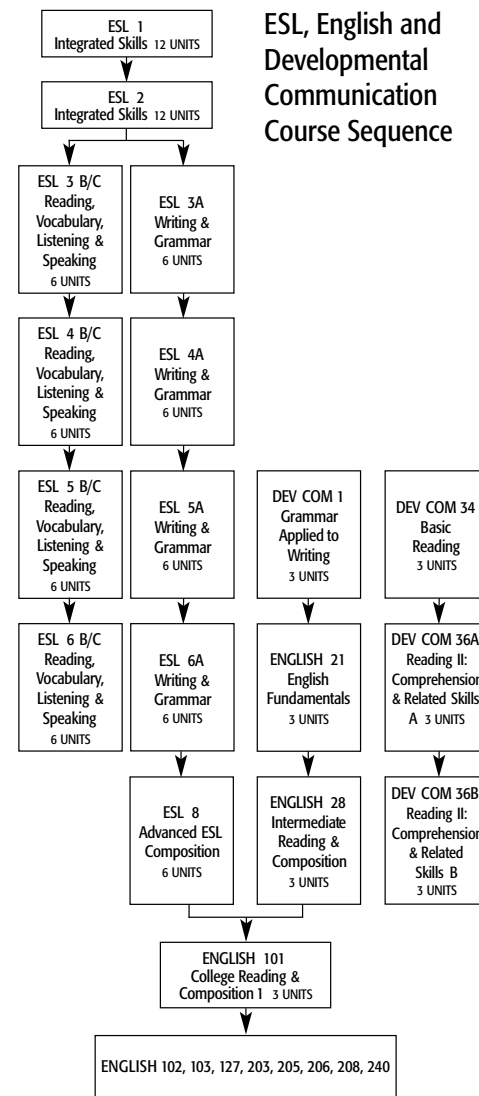 ESL, English and
Developmental
Communication
Course Sequence
ESL 1
Integrated Skills 12 UNITS
ESL 2
Integrated Skills 12 UNITS
ESL 3 B/C
Reading,
Vocabulary,
Listening &
Speaking
6 UNITS
ESL 3A
Writing &
Grammar
6 UNITS
ESL 4 B/C
Reading,
Vocabulary,
Listening &
Speaking
6 UNITS
ESL 4A
Writing &
Grammar
6 UNITS
ESL 5 B/C
Reading,
Vocabulary,
Listening &
Speaking
6 UNITS
ESL 5A
Writing &
Grammar
6 UNITS
DEV COM 1
Grammar
Applied to
Writing
3 UNITS
DEV COM 34
Basic
Reading
3 UNITS
ESL 6 B/C
Reading,
Vocabulary,
Listening &
Speaking
6 UNITS
ESL 6A
Writing &
Grammar
6 UNITS
ENGLISH 21
English
Fundamentals
3 UNITS
DEV COM 36A
Reading II:
Comprehension
& Related Skills
A 3 UNITS
ESL 8
Advanced ESL
Composition
6 UNITS
ENGLISH 28
Intermediate
Reading &
Composition
3 UNITS
DEV COM 36B
Reading II:
Comprehension
& Related
Skills B
3 UNITS
ENGLISH 101
College Reading &
Composition 1 3 UNITS
ENGLISH 102, 103, 127, 203, 205, 206, 208, 240